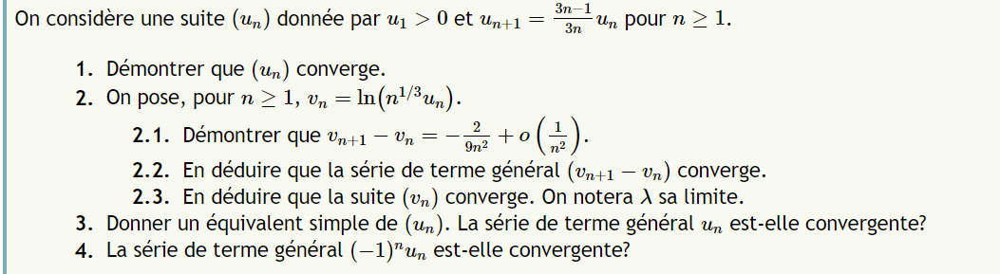 On considère une suite $(u_n)$ donnée par $u_1 > 0$ et $u_{n+1} = \frac{3n-1}{3n} u_n$ pour $n \geq 1$.
1. Démontrer que $(u_n)$ converge.
2. On pose, pour $n \geq 1$, $v_n = \ln(n^{1/3} u_n)$.
2.1. Démontrer que $v_{n+1} - v_n = -\frac{2}{9n^2} + o\left(\frac{1}{n^2}\right)$.
2.2. En déduire que la série de terme général $(v_{n+1} - v_n)$ converge.
2.3. En déduire que la suite $(v_n)$ converge. On notera $\lambda$ sa limite.
3. Donner un équivalent simple de $(u_n)$. La série de terme général $u_n$ est-elle convergente?
4. La série de terme général $(-1)^n u_n$ est-elle convergente?